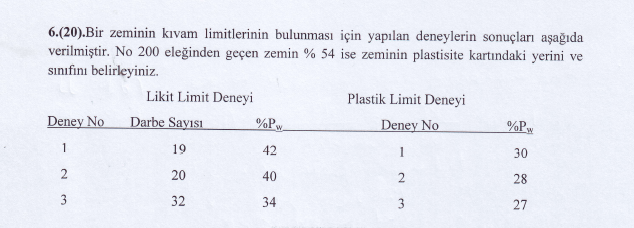 6.(20).Bir zeminin kıvam limitlerinin bulunması için yapılan deneylerin sonuçları aşağıda
verilmiştir. No 200 eleğinden geçen zemin % 54 ise zeminin plastisite kartındaki yerini ve
sınıfını belirleyiniz.
Likit Limit Deneyi Plastik Limit Deneyi
Deney No Darbe Sayısı %Pw Deney No %Pw
1 19 42 1 30
2 20 40 2 28
3 32 34 3 27